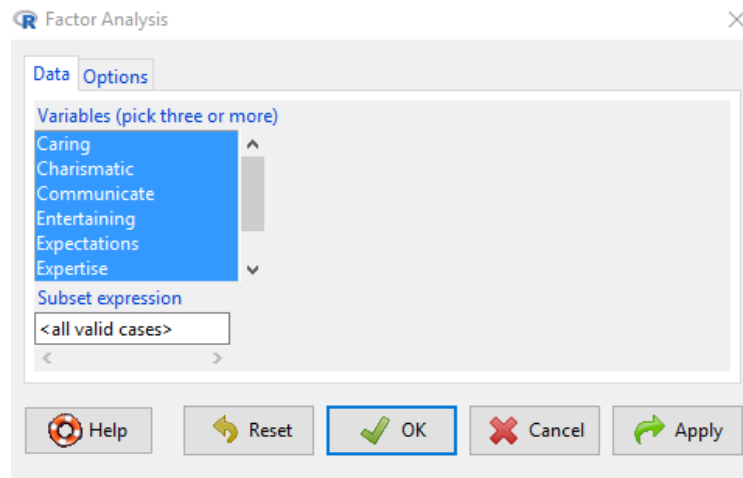 Factor Analysis
Data Options
Variables (pick three or more)
Caring
Charismatic
Communicate
Entertaining
Expectations
Expertise
Subset expression
<all valid cases>
Help Reset OK Cancel Apply